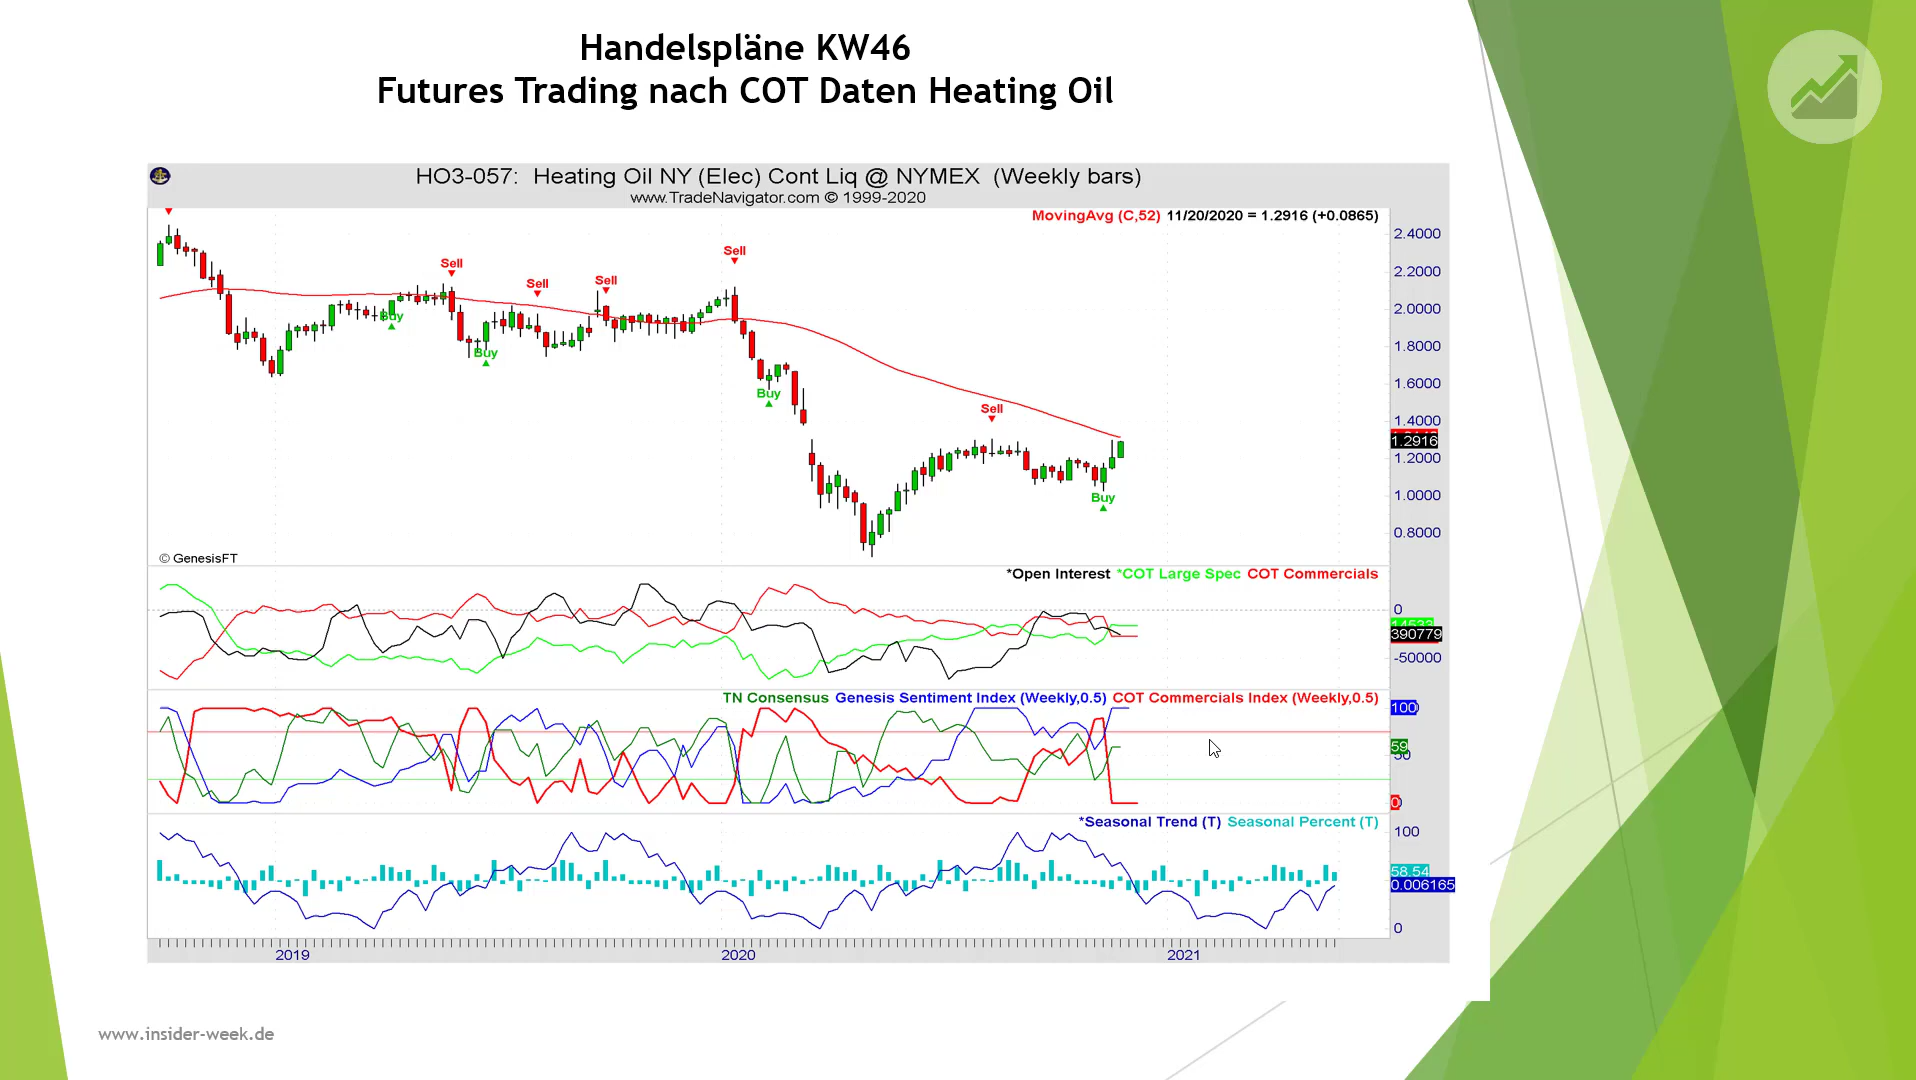 Handelspläne KW46
Futures Trading nach COT Daten Heating Oil
HO3-057: Heating Oil NY (Elec) Cont Liq @ NYMEX (Weekly bars)
www.TradeNavigator.com © 1999-2020
MovingAvg (C,52) 11/20/2020 = 1.2916 (+0.0865)
2.4000
Sell
Sell
2.2000
Sell
Sell
2.0000
Buy
1.8000
Buy
1.6000
Buy
Sell
1.4000
1.2916
1.2000
Buy
1.0000
0.8000
© GenesisFT
*Open Interest *COT Large Spec COT Commercials
0
390779
-50000
TN Consensus Genesis Sentiment Index (Weekly,0.5) COT Commercials Index (Weekly,0.5)
100
59
50
0
*Seasonal Trend (T) Seasonal Percent (T)
100
58.54
0.006165
0
2019 2020 2021
www.insider-week.de